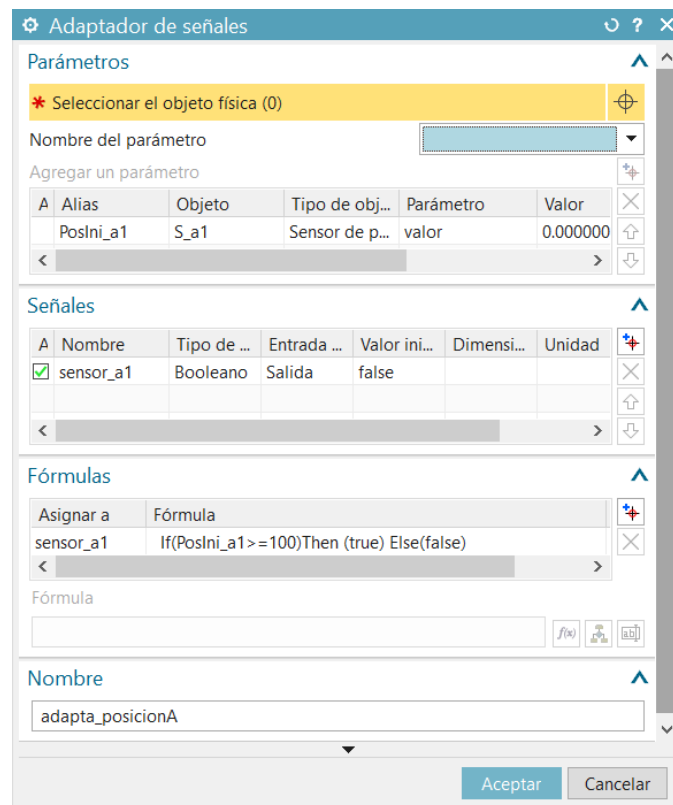 Adaptador de señales ?
Parámetros
* Seleccionar el objeto física (0)
Nombre del parámetro
Agregar un parámetro
A Alias Objeto Tipo de obj... Parámetro Valor
PosIni_a1 S_a1 Sensor de p... valor 0.000000
Señales
A Nombre Tipo de ... Entrada ... Valor ini... Dimensi... Unidad
sensor_a1 Booleano Salida false
Fórmulas
Asignar a Fórmula
sensor_a1 If(PosIni_a1>=100)Then (true) Else(false)
Fórmula
f(x) ab
Nombre
adapta_posicionA
Aceptar Cancelar